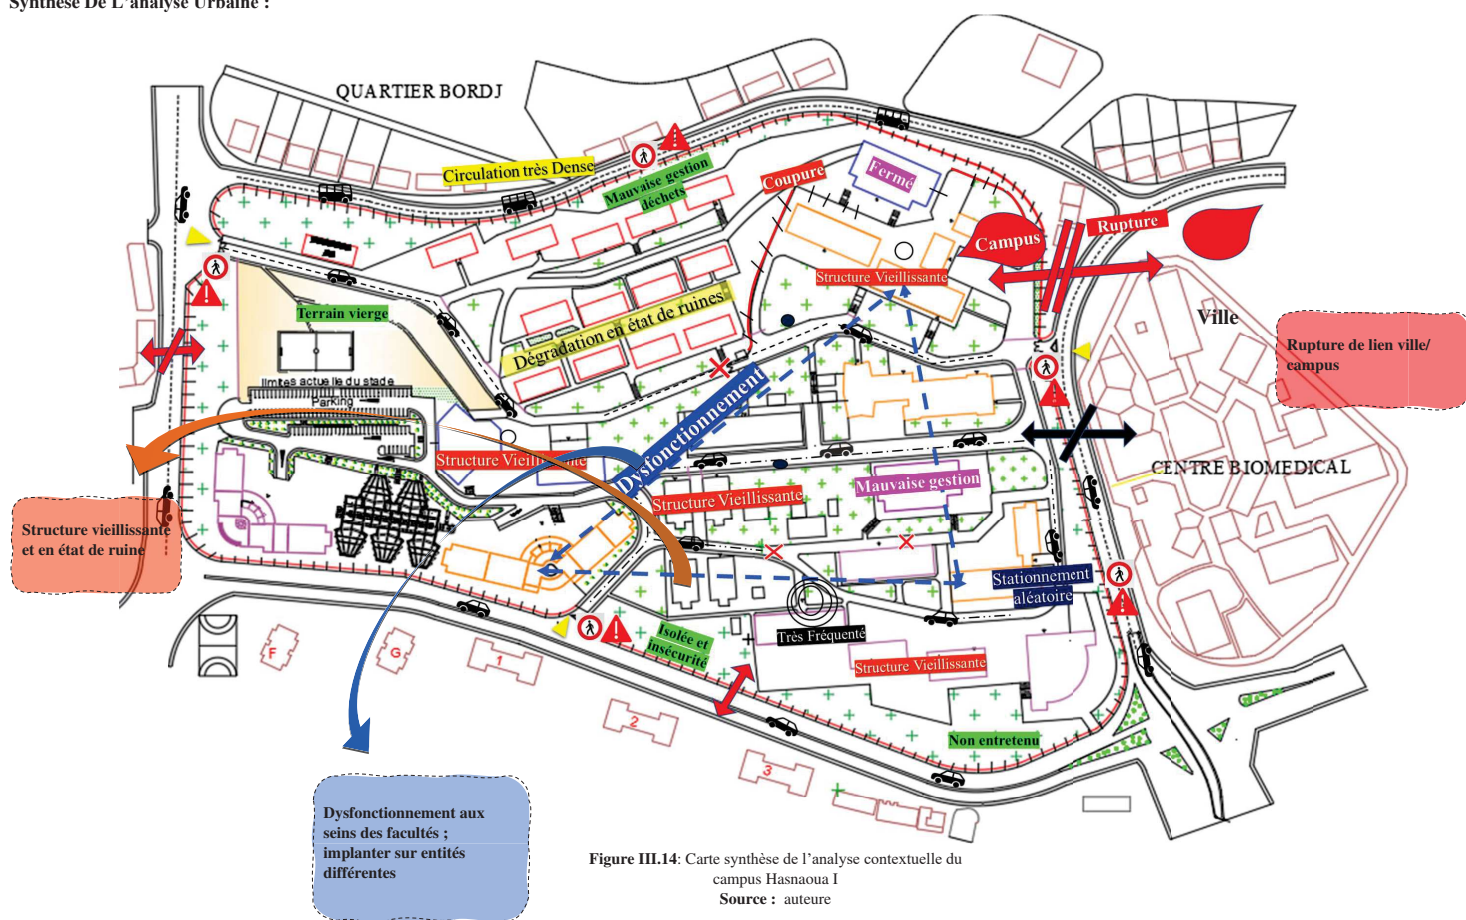 Synthèse De L'analyse Urbaine :
QUARTIER BORDJ
Circulation très Dense
Mauvaise gestion
déchets
Coupure
Fermé
Campus
Rupture
Structure Vieillissante
Ville
Terrain vierge
Dégradation en état de ruines
Rupture de lien ville/
campus
limites actuelle du stade
Parking
Dysfonctionnement
Structure Vieillissante
CENTRE BIOMEDICAL
Mauvaise gestion
Structure Vieillissante
Structure vieillissante
et en état de ruine
Stationnement
aléatoire
Très Fréquenté
Isolée et
insécurité
Structure Vieillissante
F
G
1
2
3
Non entretenu
Dysfonctionnement aux
seins des facultés ;
implanter sur entités
différentes
Figure III.14: Carte synthèse de l'analyse contextuelle du
campus Hasnaoua I
Source : auteure